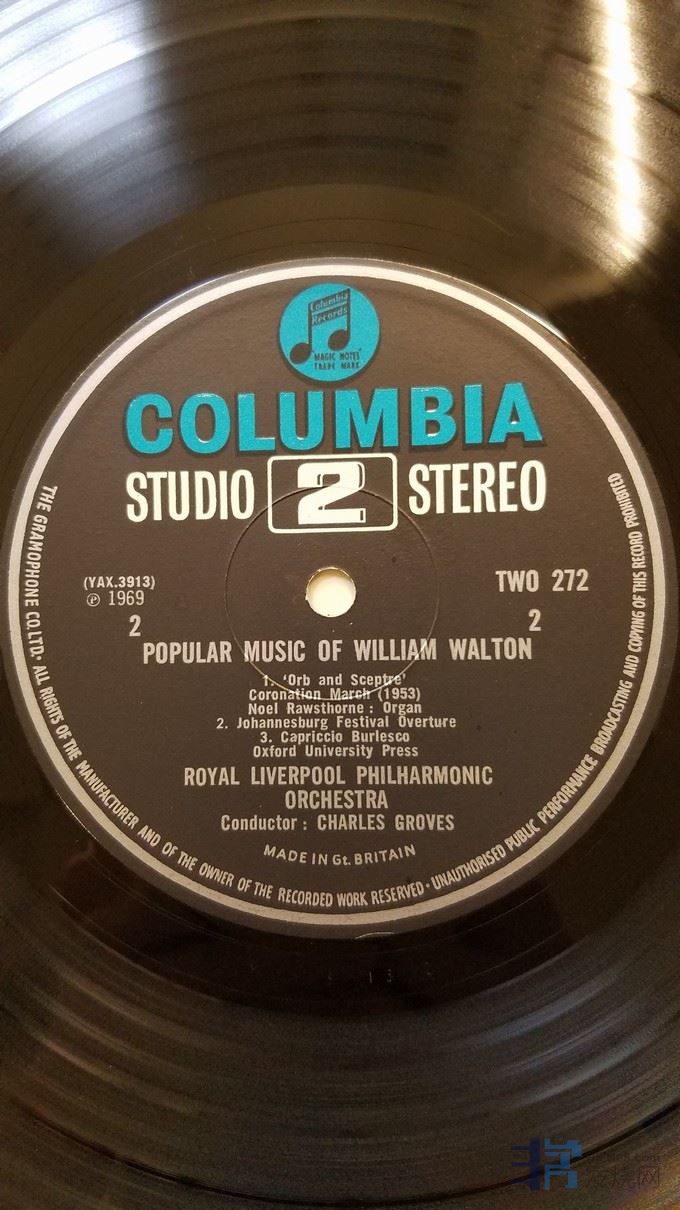 Columbia
Records
MAGIC NOTES
TRADE MARK
COLUMBIA
STUDIO 2 STEREO
(YAX.3913)
℗ 1969
TWO 272
2
2
POPULAR MUSIC OF WILLIAM WALTON
1. 'Orb and Sceptre'
Coronation March (1953)
Noel Rawsthorne : Organ
2. Johannesburg Festival Overture
3. Capriccio Burlesco
Oxford University Press
ROYAL LIVERPOOL PHILHARMONIC
ORCHESTRA
Conductor : CHARLES GROVES
MADE IN Gt. BRITAIN
THE GRAMOPHONE CO. LTD. · ALL RIGHTS OF THE MANUFACTURER AND OF THE OWNER OF THE RECORDED WORK RESERVED · UNAUTHORISED PUBLIC PERFORMANCE BROADCASTING AND COPYING OF THIS RECORD PROHIBITED